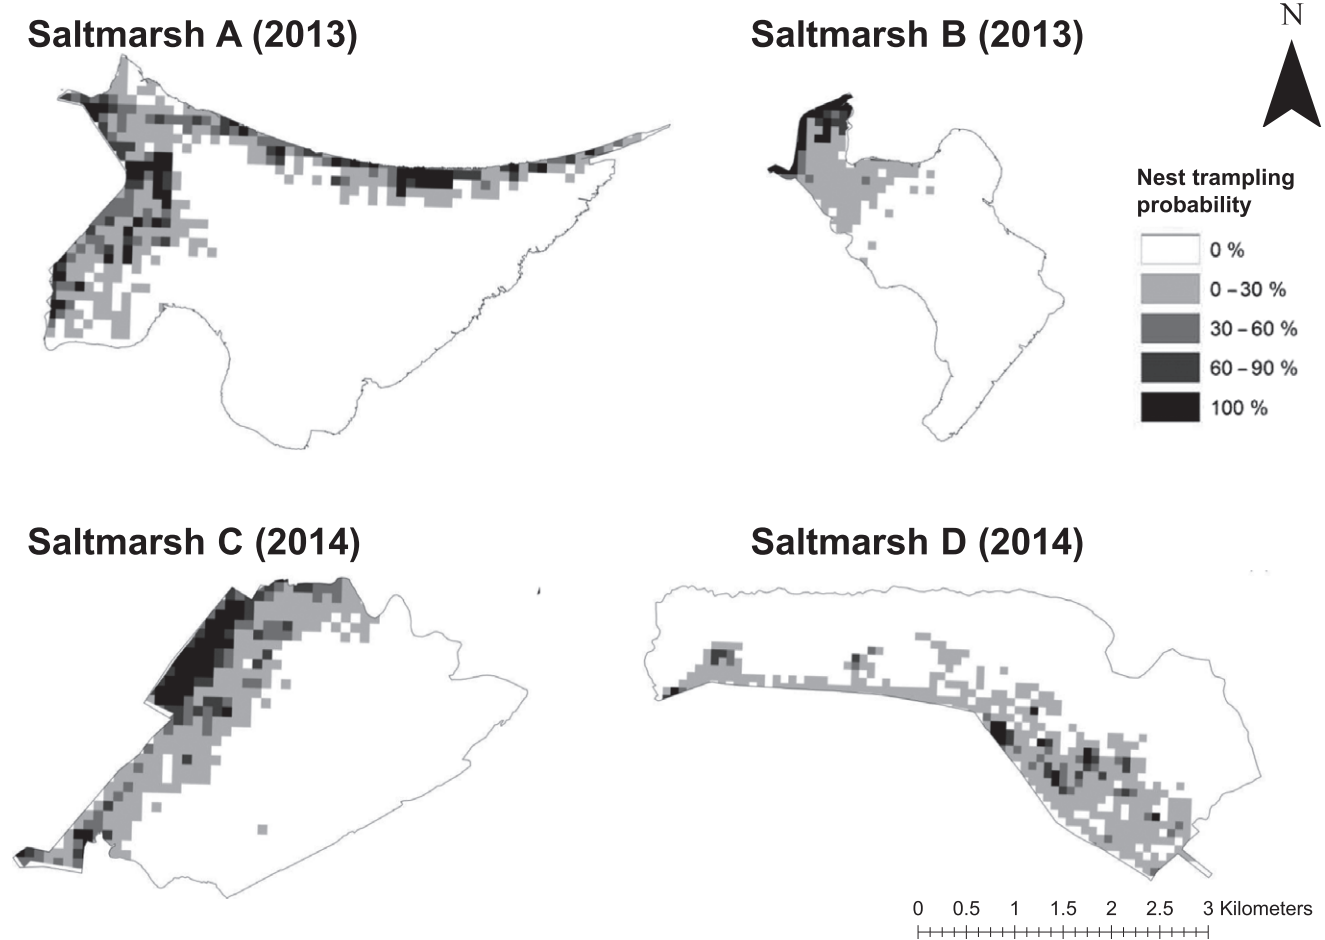 Saltmarsh A (2013)
Saltmarsh B (2013)
N
Nest trampling
probability
0 %
0 – 30 %
30 – 60 %
60 – 90 %
100 %
Saltmarsh C (2014)
Saltmarsh D (2014)
0 0.5 1 1.5 2 2.5 3 Kilometers